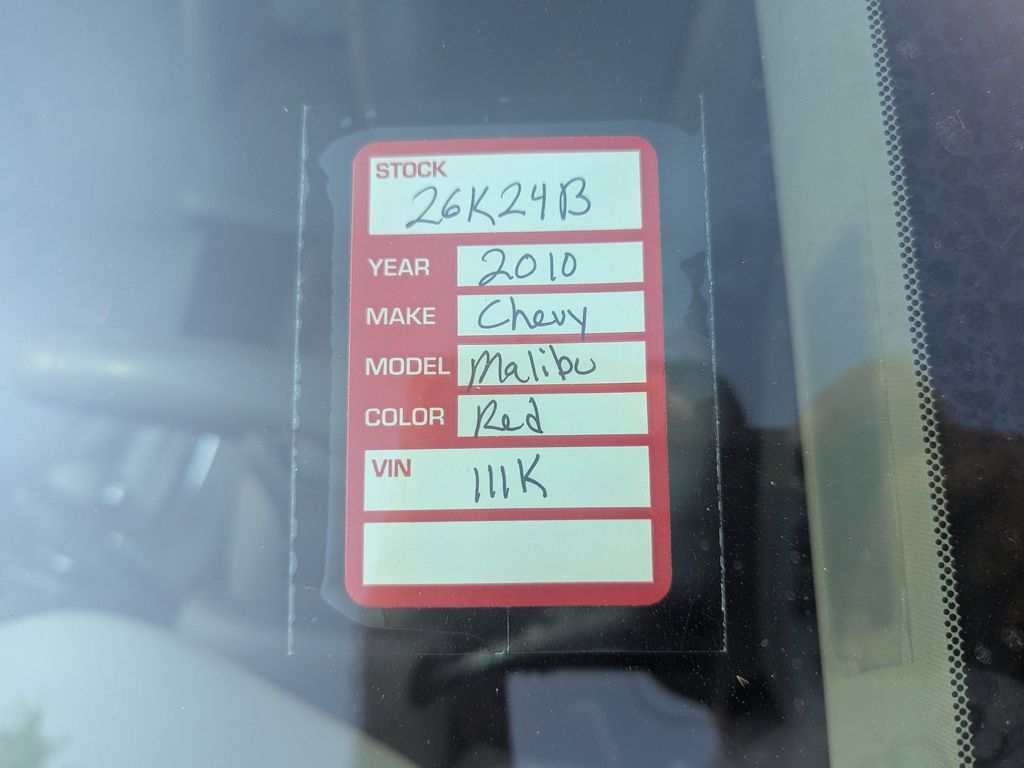 STOCK
26K24B
YEAR 2010
MAKE Chevy
MODEL Malibu
COLOR Red
VIN 111K